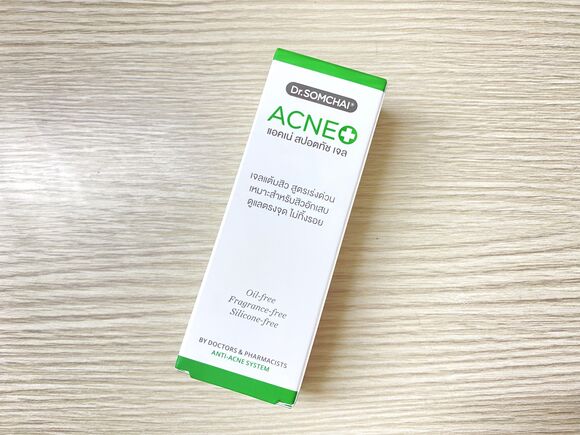 Dr.SOMCHAI®
ACNE+
แอคเน่ สปอตทัช เจล
เจลแต้มสิว สูตรเร่งด่วน
เหมาะสำหรับสิวอักเสบ
ดูแลตรงจุด ไม่ทิ้งรอย
Oil-free
Fragrance-free
Silicone-free
BY DOCTORS & PHARMACISTS
ANTI-ACNE SYSTEM